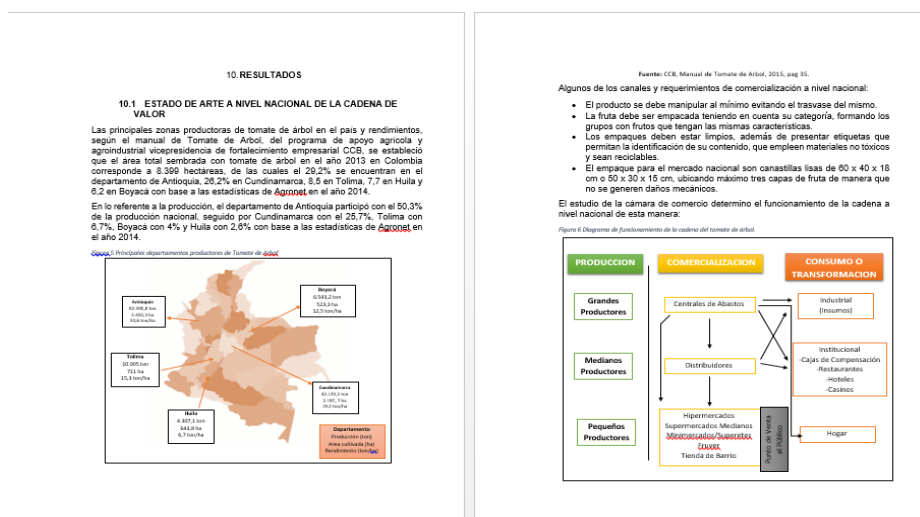 10. RESULTADOS
10.1 ESTADO DE ARTE A NIVEL NACIONAL DE LA CADENA DE
VALOR
Las principales zonas productoras de tomate de árbol en el país y rendimientos,
según el manual de Tomate de Arbol, del programa de apoyo agrícola y
agroindustrial vicepresidencia de fortalecimiento empresarial CCB, se estableció
que el área total sembrada con tomate de árbol en el año 2013 en Colombia
corresponde a 8.399 hectáreas, de las cuales el 29,2% se encuentran en el
departamento de Antioquia, 26,2% en Cundinamarca, 8,5 en Tolima, 7,7 en Huila y
6,2 en Boyacá con base a las estadísticas de Agronet en el año 2014.
En lo referente a la producción, el departamento de Antioquia participó con el 50,3%
de la producción nacional, seguido por Cundinamarca con el 25,7%, Tolima con
6,7%, Boyacá con 4% y Huila con 2,6% con base a las estadísticas de Agronet en
el año 2014.
Figura 5 Principales departamentos productores de Tomate de Árbol
Boyacá
6.543,2 ton
523,3 ha
12,5 ton/ha
Antioquia
Tolima
10.905 ton
711 ha
15,3 ton/ha
Cundinamarca
Huila
4.307,1 ton
643,8 ha
6,7 ton/ha
Departamento
Producción (ton)
Area cultivada (ha)
Rendimiento (ton/ha)
Fuente: CCB, Manual de Tomate de Arbol, 2015, pag 35.
Algunos de los canales y requerimientos de comercialización a nivel nacional:
• El producto se debe manipular al mínimo evitando el trasvase del mismo.
• La fruta debe ser empacada teniendo en cuenta su categoría, formando los
grupos con frutos que tengan las mismas características.
• Los empaques deben estar limpios, además de presentar etiquetas que
permitan la identificación de su contenido, que empleen materiales no tóxicos
y sean reciclables.
• El empaque para el mercado nacional son canastillas lisas de 60 x 40 x 18
cm o 50 x 30 x 15 cm, ubicando máximo tres capas de fruta de manera que
no se generen daños mecánicos.
El estudio de la cámara de comercio determino el funcionamiento de la cadena a
nivel nacional de esta manera:
Figura 6 Diagrama de funcionamiento de la cadena del tomate de árbol.
PRODUCCION
COMERCIALIZACION
CONSUMO O
TRANSFORMACION
Grandes
Productores
Centrales de Abastos
Industrial
(Insumos)
Medianos
Productores
Distribuidores
Institucional
-Cajas de Compensación
-Restaurantes
-Hoteles
-Casinos
Pequeños
Productores
Hipermercados
Supermercados Medianos
Minimercados/Superetes
Fruver
Tienda de Barrio
Punto de Venta
al Público
Hogar